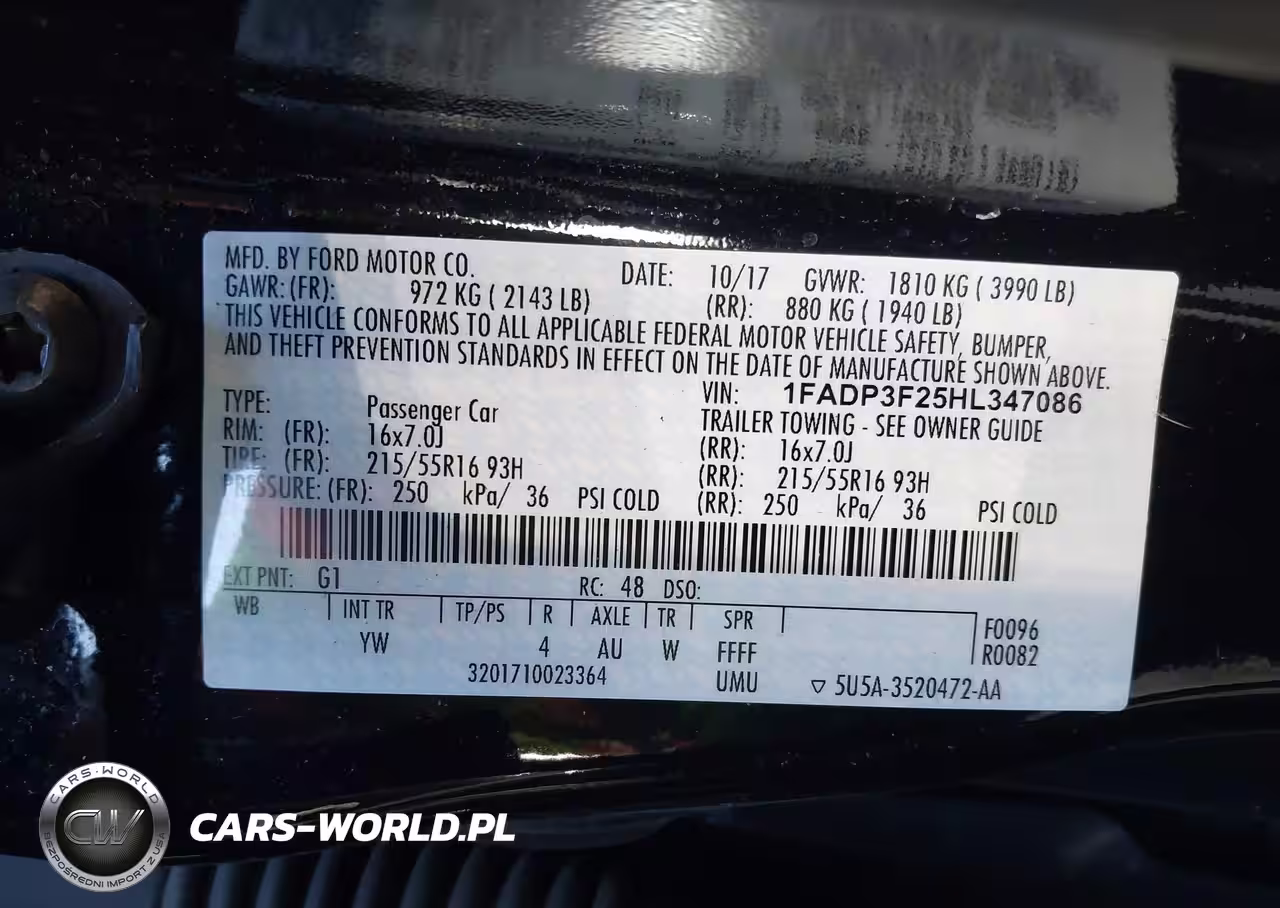 MFD. BY FORD MOTOR CO. DATE: 10/17 GVWR: 1810 KG ( 3990 LB)
GAWR: (FR): 972 KG ( 2143 LB) (RR): 880 KG ( 1940 LB)
THIS VEHICLE CONFORMS TO ALL APPLICABLE FEDERAL MOTOR VEHICLE SAFETY, BUMPER,
AND THEFT PREVENTION STANDARDS IN EFFECT ON THE DATE OF MANUFACTURE SHOWN ABOVE.
VIN: 1FADP3F25HL347086
TYPE: Passenger Car TRAILER TOWING - SEE OWNER GUIDE
RIM: (FR): 16x7.0J (RR): 16x7.0J
TIRE: (FR): 215/55R16 93H (RR): 215/55R16 93H
PRESSURE: (FR): 250 kPa/ 36 PSI COLD (RR): 250 kPa/ 36 PSI COLD
EXT PNT: G1 RC: 48 DSO:
WB INT TR TP/PS R AXLE TR SPR F0096
YW 4 AU W FFFF R0082
3201710023364 UMU ▽ 5U5A-3520472-AA
CARS-WORLD
CW
BEZPOŚREDNI IMPORT Z USA
CARS-WORLD.PL